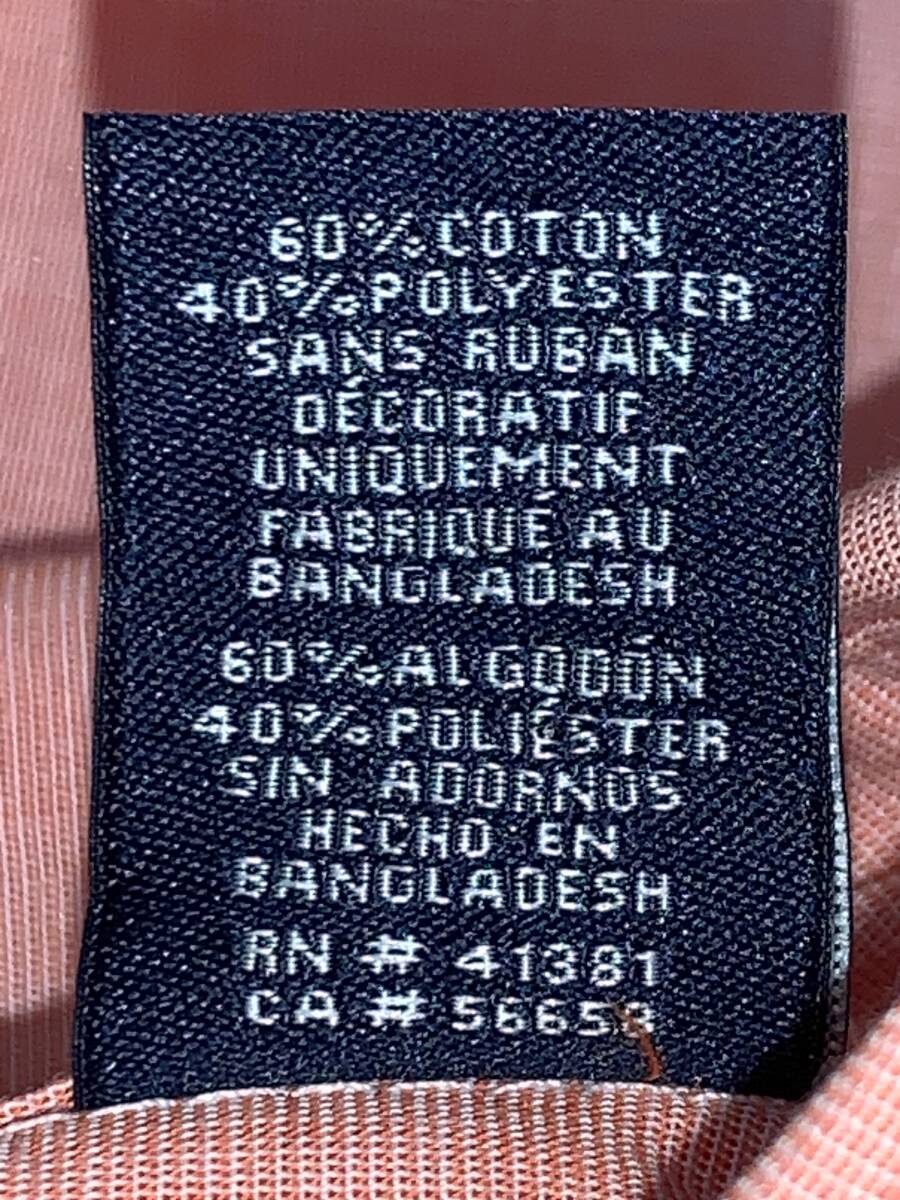 60%COTON
40%POLYESTER
SANS RUBAN
DÉCORATIF
UNIQUEMENT
FABRIQUÉ AU
BANGLADESH
60%ALGODÓN
40%POLIÉSTER
SIN ADORNOS
HECHO EN
BANGLADESH
RN # 41381
CA #